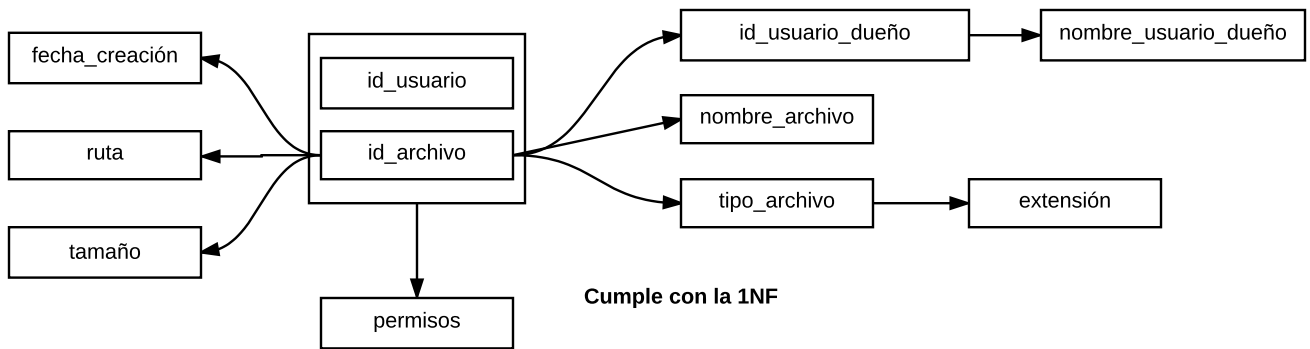 id_usuario_dueño
nombre_usuario_dueño
fecha_creación
id_usuario
nombre_archivo
ruta
id_archivo
tipo_archivo
extensión
tamaño
Cumple con la 1NF
permisos